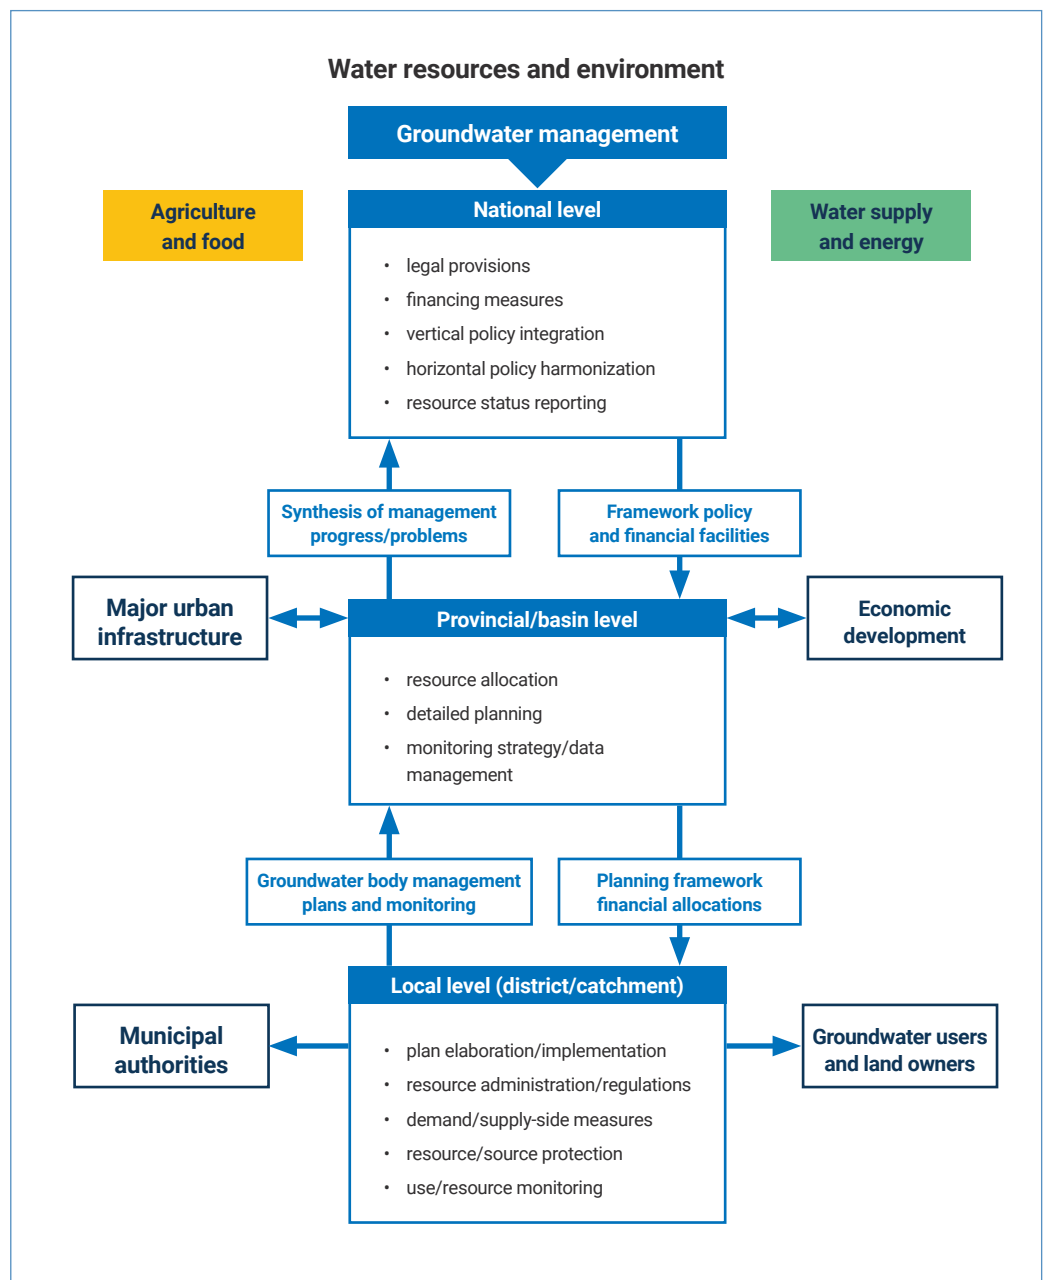 Water resources and environment
Groundwater management
Agriculture
and food
National level
Water supply
and energy
• legal provisions
• financing measures
• vertical policy integration
• horizontal policy harmonization
• resource status reporting
Synthesis of management
progress/problems
Framework policy
and financial facilities
Major urban
infrastructure
Provincial/basin level
Economic
development
• resource allocation
• detailed planning
• monitoring strategy/data
management
Groundwater body management
plans and monitoring
Planning framework
financial allocations
Local level (district/catchment)
Municipal
authorities
Groundwater users
and land owners
• plan elaboration/implementation
• resource administration/regulations
• demand/supply-side measures
• resource/source protection
• use/resource monitoring